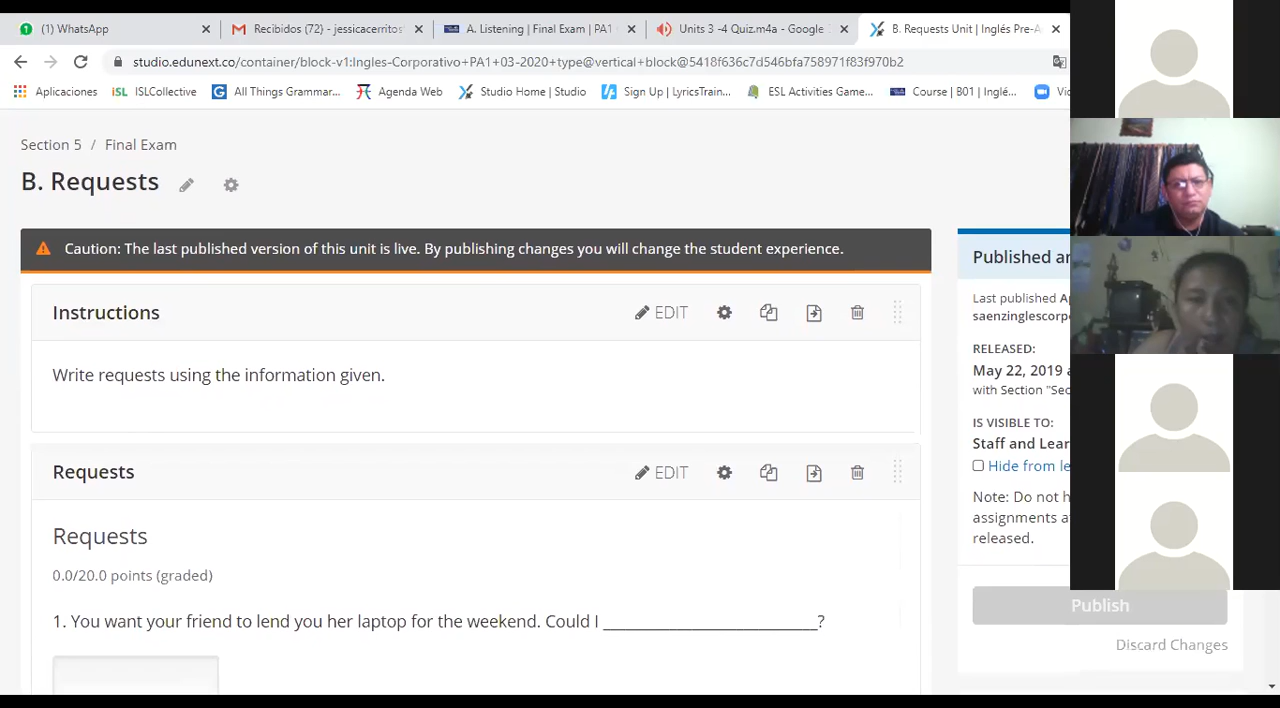 (1) WhatsApp
Recibidos (72) - jessicacerritos
A. Listening | Final Exam | PA1
Units 3 -4 Quiz.m4a - Google
B. Requests Unit | Inglés Pre-A
studio.edunext.co/container/block-v1:Ingles-Corporativo+PA1+03-2020+type@vertical+block@5418f636c7d546bfa758971f83f970b2
Aplicaciones
iSL ISLCollective
All Things Grammar...
Agenda Web
Studio Home | Studio
Sign Up | LyricsTrain...
ESL Activities Game...
Course | B01 | Inglé...
Section 5 / Final Exam
B. Requests
Caution: The last published version of this unit is live. By publishing changes you will change the student experience.
Instructions
EDIT
Write requests using the information given.
Requests
EDIT
Requests
0.0/20.0 points (graded)
1. You want your friend to lend you her laptop for the weekend. Could I __________________________?
Published an
Last published
saenzinglescorp
RELEASED:
May 22, 2019
with Section "Sec
IS VISIBLE TO:
Staff and Lear
Hide from le
Note: Do not h
assignments a
released.
Publish
Discard Changes